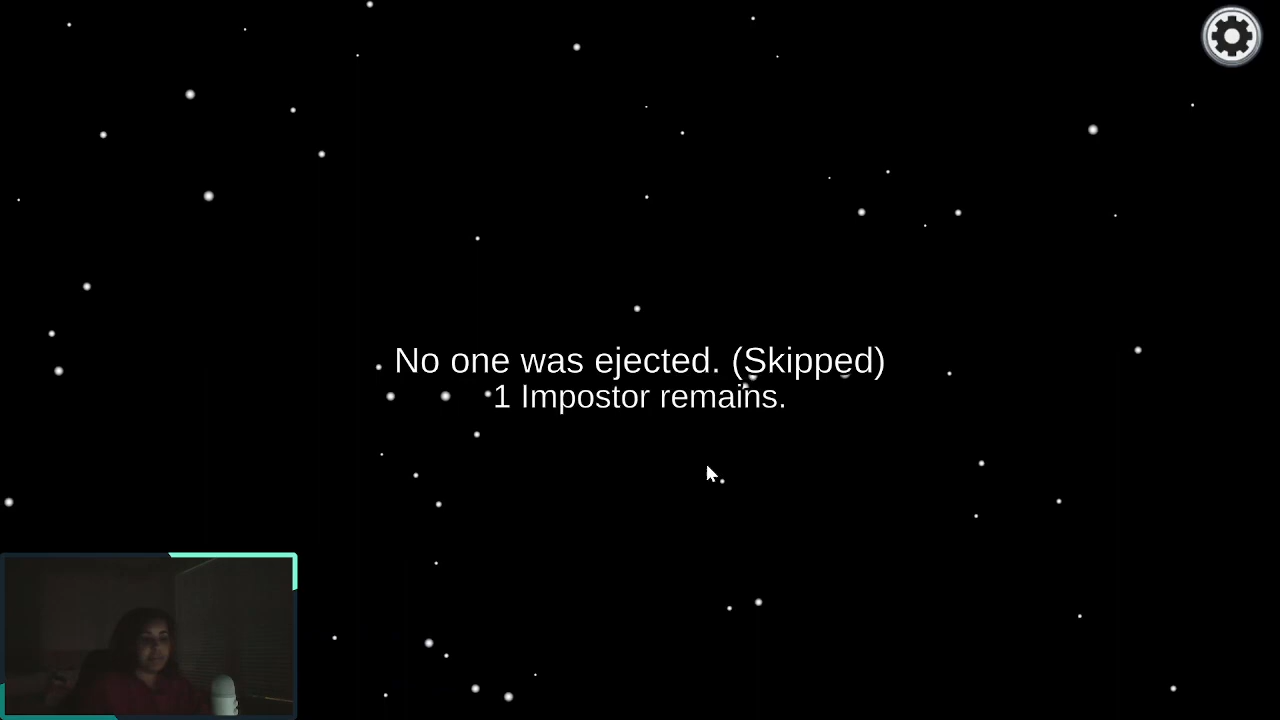 No one was ejected. (Skipped)
1 Impostor remains.